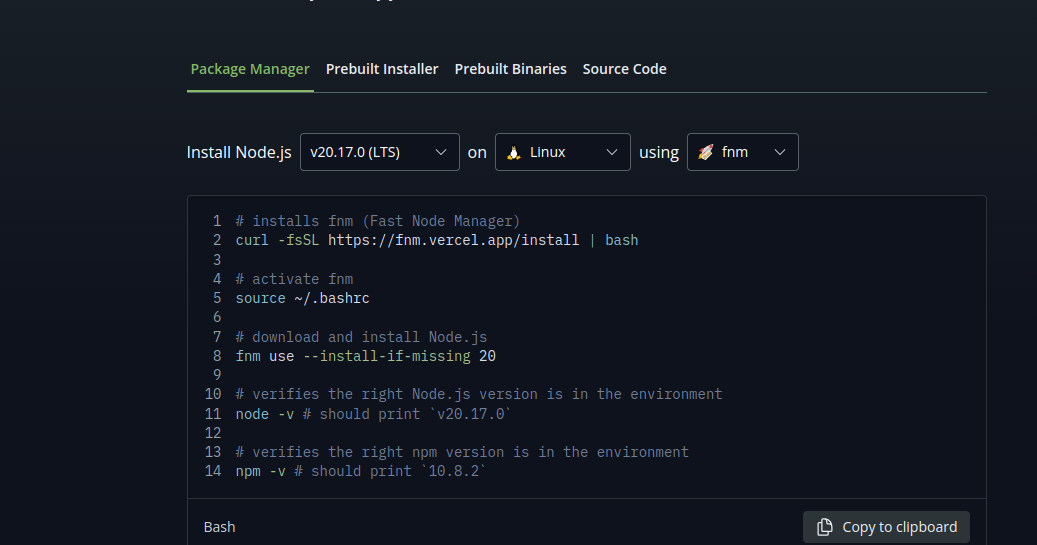 Package Manager Prebuilt Installer Prebuilt Binaries Source Code
Install Node.js v20.17.0 (LTS) on Linux using fnm
1 # installs fnm (Fast Node Manager)
2 curl -fsSL https://fnm.vercel.app/install | bash
3
4 # activate fnm
5 source ~/.bashrc
6
7 # download and install Node.js
8 fnm use --install-if-missing 20
9
10 # verifies the right Node.js version is in the environment
11 node -v # should print `v20.17.0`
12
13 # verifies the right npm version is in the environment
14 npm -v # should print `10.8.2`
Bash Copy to clipboard